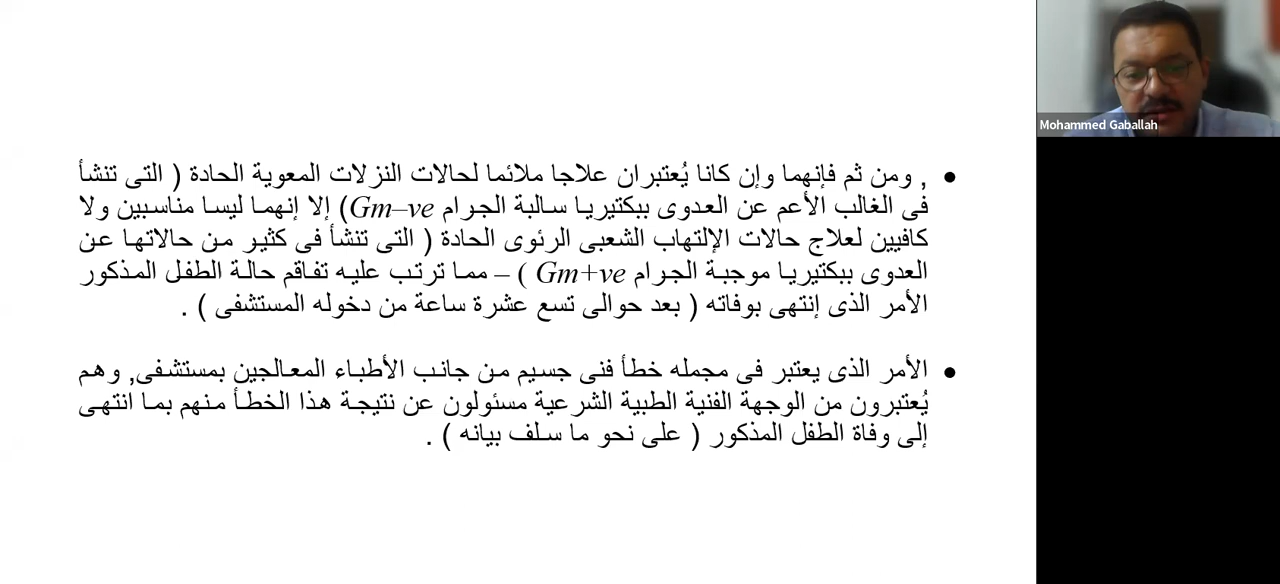 , ومن ثم فإنهما وإن كانا يُعتبران علاجا ملائما لحالات النزلات المعوية الحادة ( التى تنشأ
فى الغالب الأعم عن العدوى ببكتيريا سالبة الجرام Gm–ve) إلا إنهما ليسا مناسبين ولا
كافيين لعلاج حالات الإلتهاب الشعبى الرئوى الحادة ( التى تنشأ فى كثير من حالاتها عن
العدوى ببكتيريا موجبة الجرام Gm+ve ) – مما ترتب عليه تفاقم حالة الطفل المذكور
الأمر الذى إنتهى بوفاته ( بعد حوالى تسع عشرة ساعة من دخوله المستشفى ) .
الأمر الذى يعتبر فى مجمله خطأ فنى جسيم من جانب الأطباء المعالجين بمستشفى, وهم
يُعتبرون من الوجهة الفنية الطبية الشرعية مسئولون عن نتيجة هذا الخطأ منهم بما انتهى
إلى وفاة الطفل المذكور ( على نحو ما سلف بيانه ) .
Mohammed Gaballah